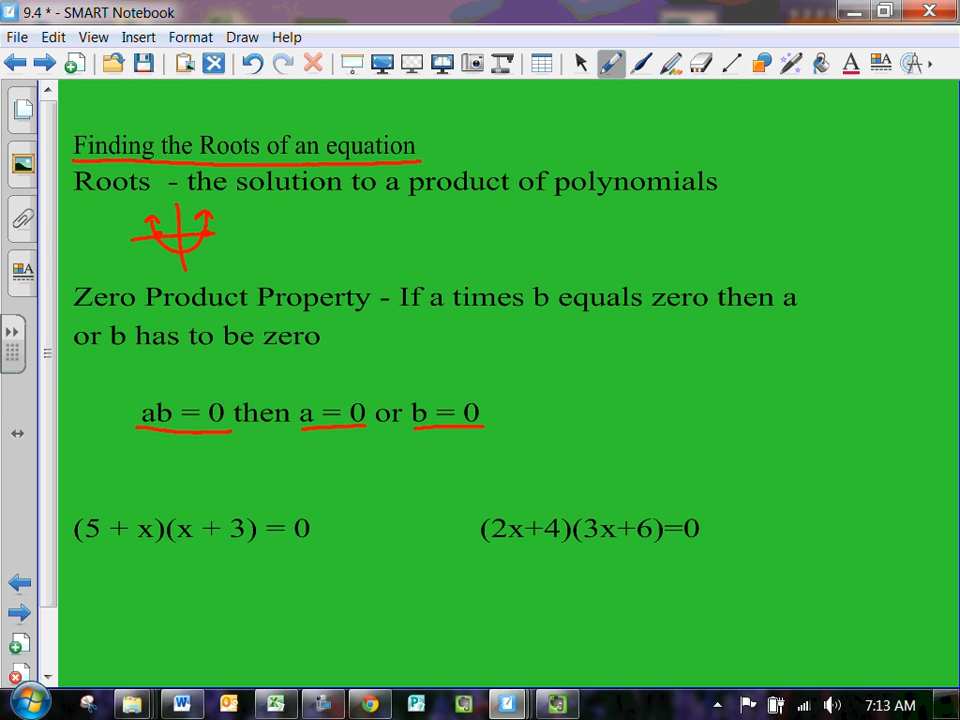 9.4 * - SMART Notebook
File Edit View Insert Format Draw Help
Finding the Roots of an equation
Roots - the solution to a product of polynomials
Zero Product Property - If a times b equals zero then a
or b has to be zero
ab = 0 then a = 0 or b = 0
(5 + x)(x + 3) = 0 (2x+4)(3x+6)=0
7:13 AM